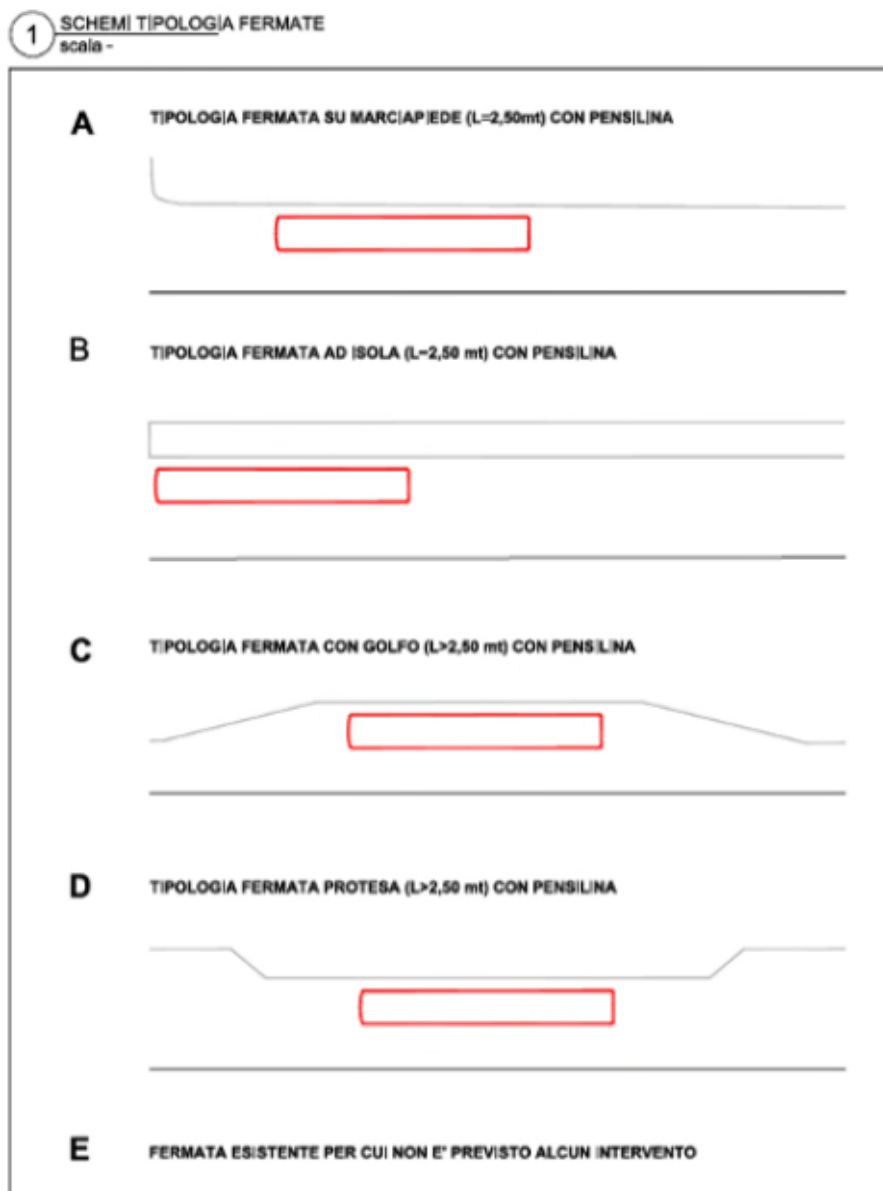 1
SCHEMI TIPOLOGIA FERMATE
scala -
A
TIPOLOGIA FERMATA SU MARCIAPIEDE (L=2,50mt) CON PENSILINA
B
TIPOLOGIA FERMATA AD ISOLA (L=2,50 mt) CON PENSILINA
C
TIPOLOGIA FERMATA CON GOLFO (L>2,50 mt) CON PENSILINA
D
TIPOLOGIA FERMATA PROTESA (L>2,50 mt) CON PENSILINA
E
FERMATA ESISTENTE PER CUI NON E' PREVISTO ALCUN INTERVENTO